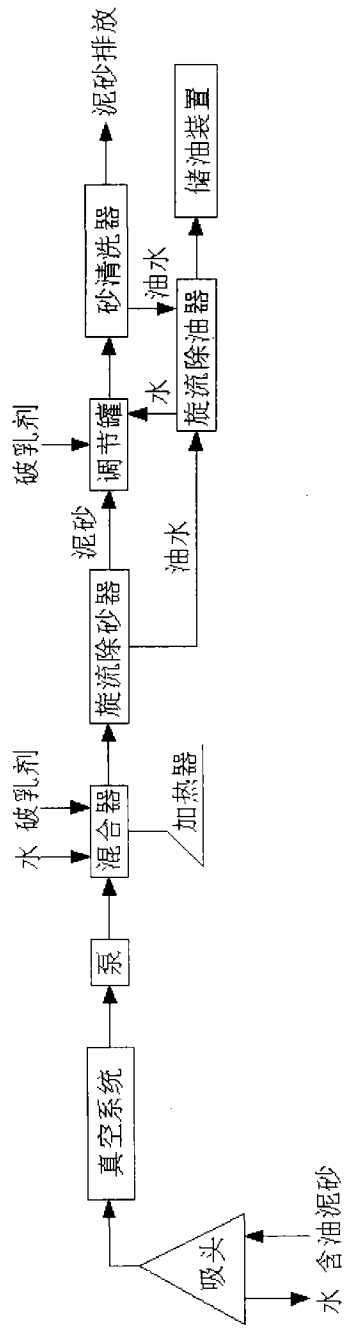 水
含油泥砂
吸头
真空系统
泵
水
破乳剂
混合器
加热器
旋流除砂器
泥砂
油水
破乳剂
调节罐
水
旋流除油器
油水
砂清洗器
泥砂排放
储油装置